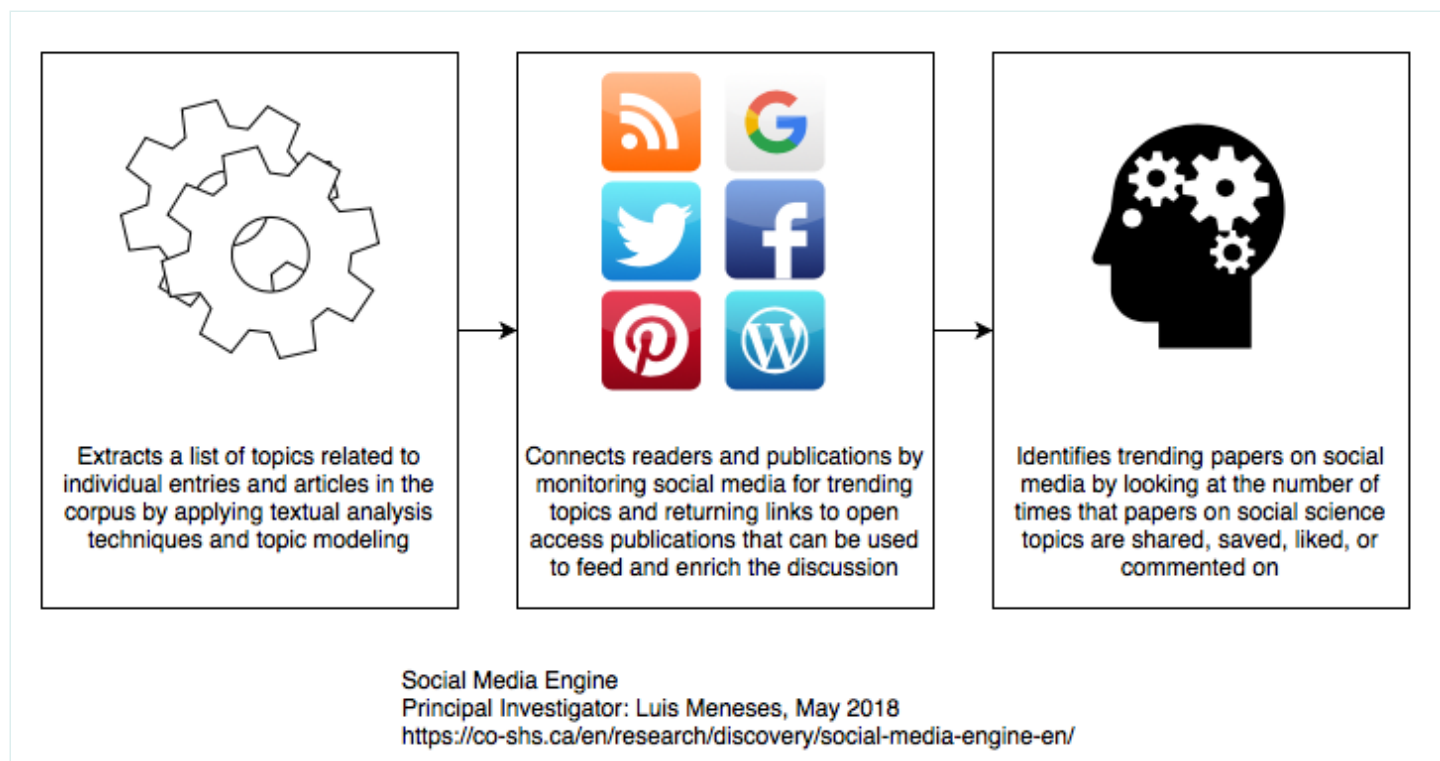 Extracts a list of topics related to
individual entries and articles in the
corpus by applying textual analysis
techniques and topic modeling
Connects readers and publications by
monitoring social media for trending
topics and returning links to open
access publications that can be used
to feed and enrich the discussion
Identifies trending papers on social
media by looking at the number of
times that papers on social science
topics are shared, saved, liked, or
commented on
Social Media Engine
Principal Investigator: Luis Meneses, May 2018
https://co-shs.ca/en/research/discovery/social-media-engine-en/